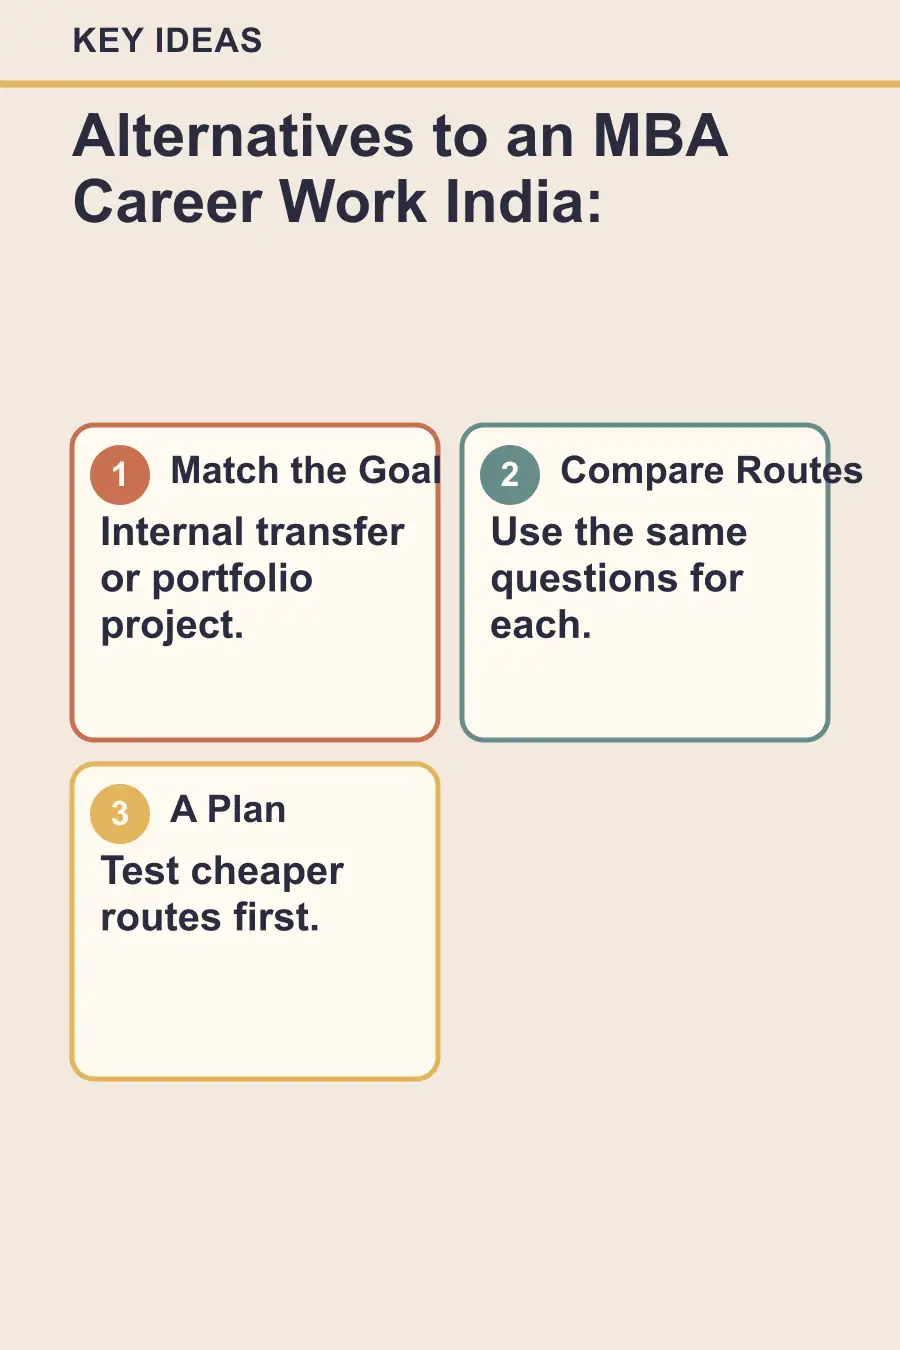 KEY IDEAS
Alternatives to an MBA
Career Work India:
1 Match the Goal
Internal transfer
or portfolio
project.
2 Compare Routes
Use the same
questions for
each.
3 A Plan
Test cheaper
routes first.